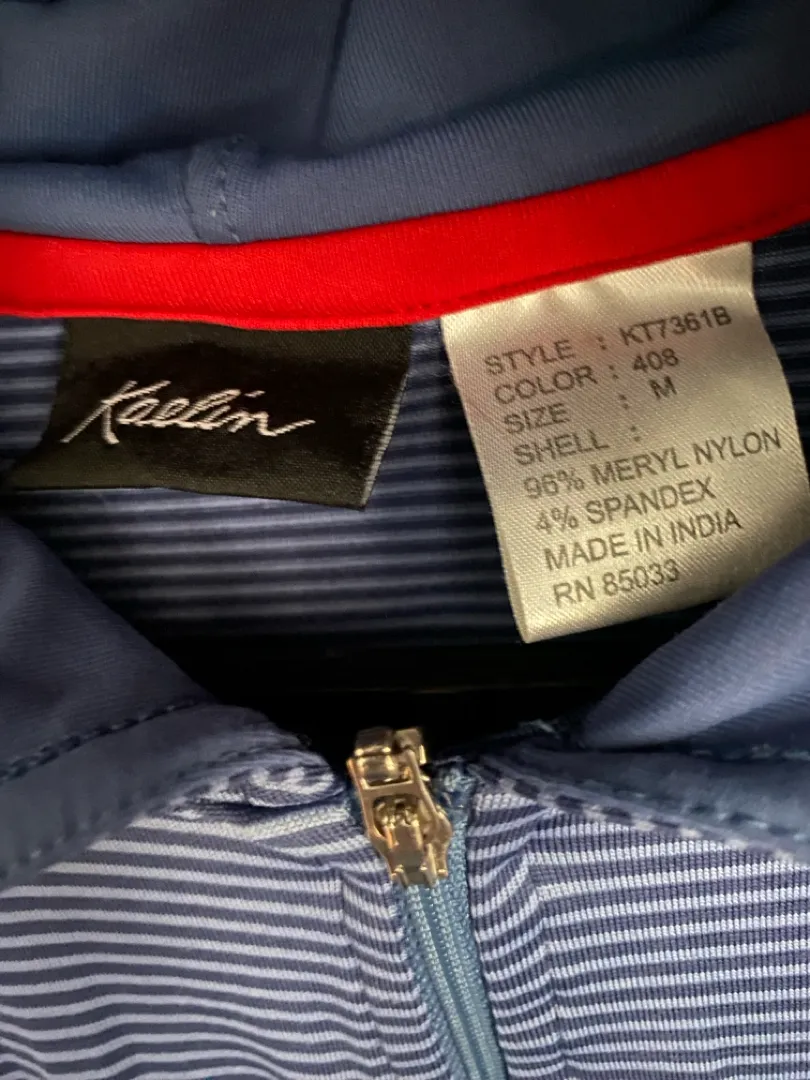 Kaelin
STYLE : KT7361B
COLOR : 408
SIZE : M
SHELL :
96% MERYL NYLON
4% SPANDEX
MADE IN INDIA
RN 85033